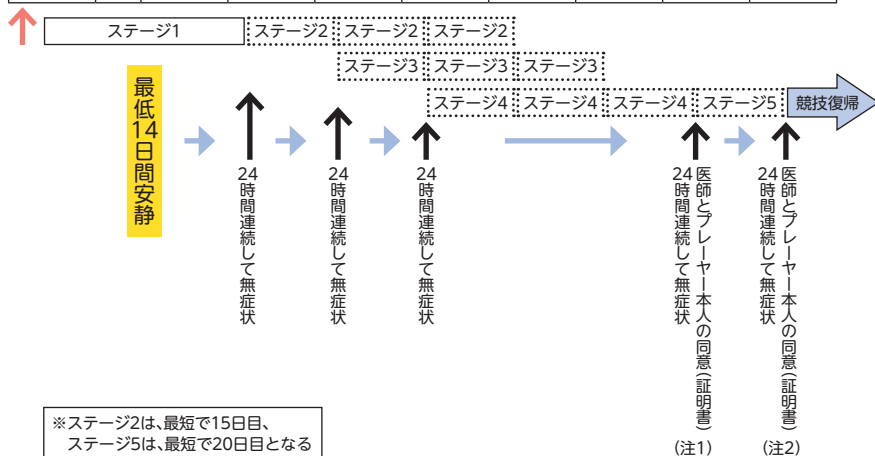 ステージ1
ステージ2
ステージ2
ステージ2
ステージ3
ステージ3
ステージ3
ステージ4
ステージ4
ステージ4
ステージ5
競技復帰
最低14日間安静
24時間連続して無症状
24時間連続して無症状
24時間連続して無症状
医師とプレーヤー本人の同意(証明書)
24時間連続して無症状
(注1)
医師とプレーヤー本人の同意(証明書)
24時間連続して無症状
(注2)
※ステージ2は、最短で15日目、
ステージ5は、最短で20日目となる